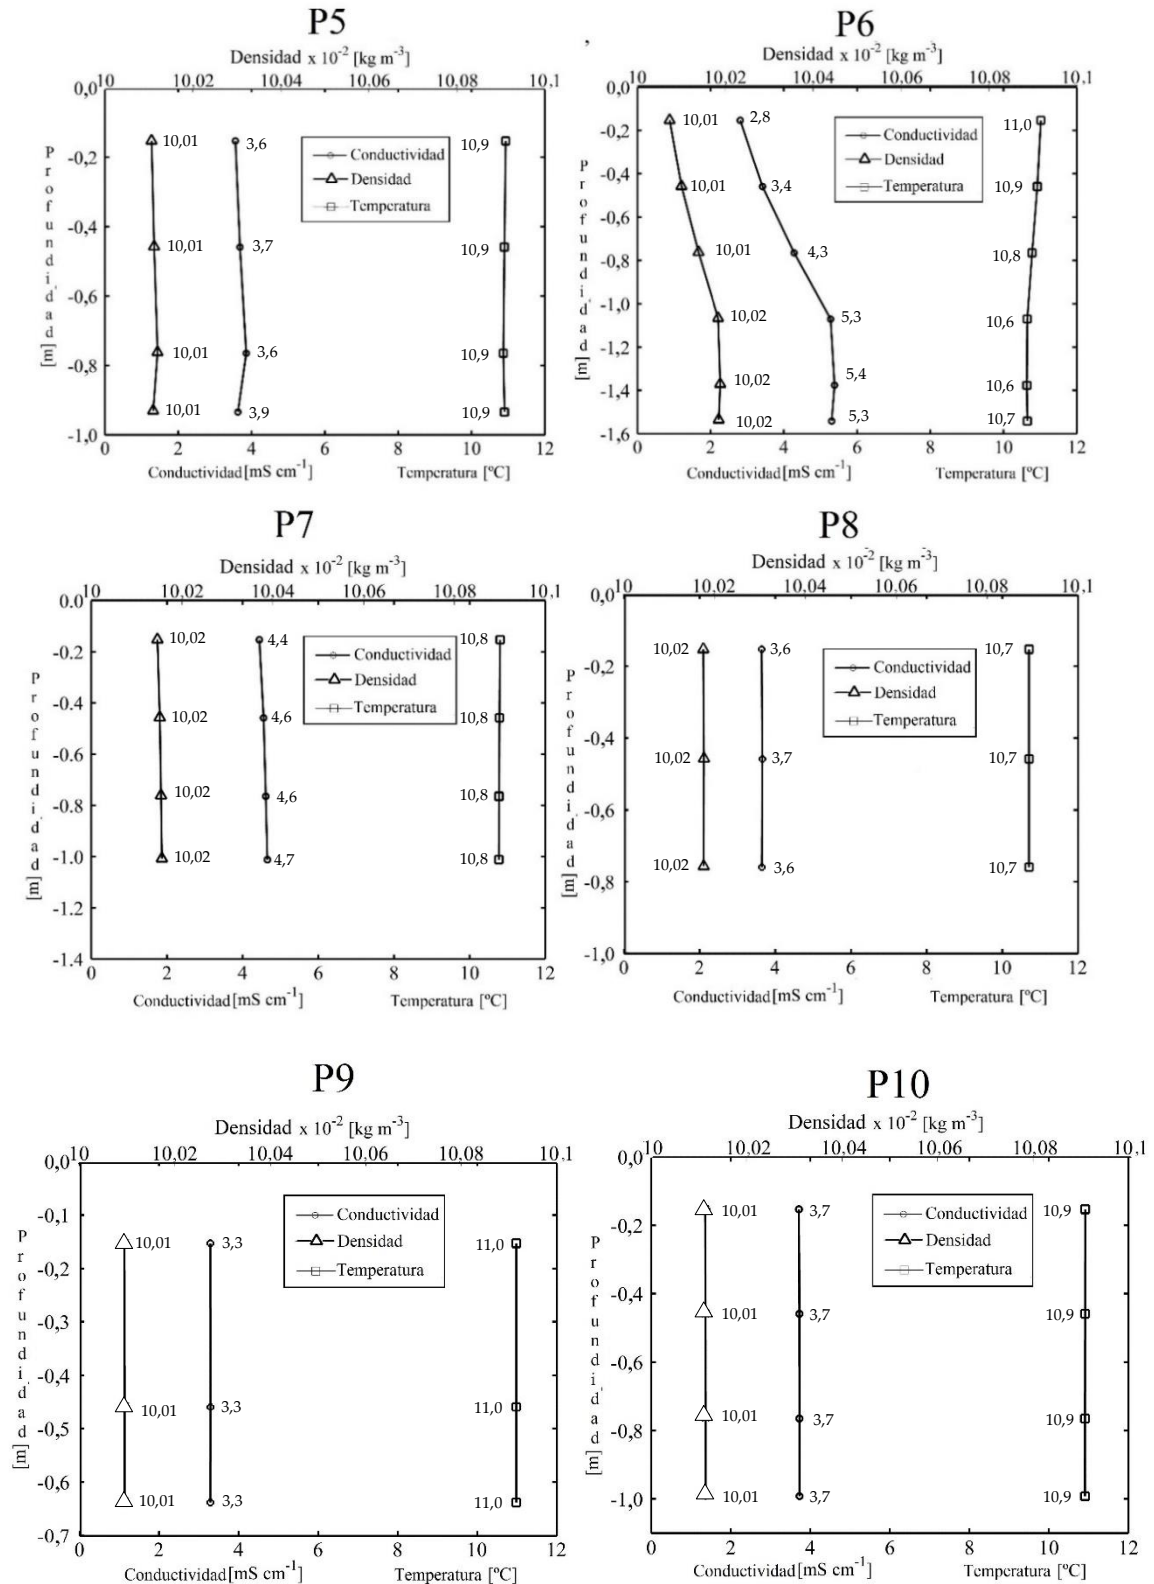 P5
Densidad x 10-2 [kg m-3]
10 10,02 10,04 10,08 10,1
0,0
-0,2
-0,4
-0,6
-0,8
-1,0
Profundidad
[m]
10,01 3,6 10,9
10,01 3,7 10,9
10,01 3,6 10,9
10,01 3,9 10,9
Conductividad
Densidad
Temperatura
0 2 4 6 8 10 12
Conductividad[mS cm-1] Temperatura [ºC]
P6
Densidad x 10-2 [kg m-3]
10 10,02 10,04 10,06 10,08 10,1
0,0
-0,2
-0,4
-0,6
-0,8
-1,0
-1,2
-1.4
-1,6
Profundidad
[m]
10,01 2,8 11,0
10,01 3,4 10,9
10,01 4,3 10,8
10,02 5,3 10,6
10,02 5,4 10,6
10,02 5,3 10,7
Conductividad
Densidad
Temperatura
0 2 4 6 8 10 12
Conductividad[mS cm-1] Temperatura [ºC]
P7
Densidad x 10-2 [kg m-3]
10 10,02 10,04 10,08 10,1
0.0
-0.2
-0.4
-0.6
-0.8
-1.0
-1.2
-1.4
Profundidad
[m]
10,02 4,4 10,8
10,02 4,6 10,8
10,02 4,6 10,8
10,02 4,7 10,8
Conductividad
Densidad
Temperatura
0 2 4 6 8 10 12
Conductividad[mS cm-1] Temperatura [ºC]
P8
Densidad x 10-2 [kg m-3]
10 10,02 10,04 10,08 10,1
0,0
-0,2
-0,4
-0,6
-0,8
-1,0
Profundidad
[m]
10,02 3,6 10,7
10,02 3,7 10,7
10,02 3,6 10,7
Conductividad
Densidad
Temperatura
0 2 4 6 8 10 12
Conductividad[mS cm-1] Temperatura [ºC]
P9
Densidad x 10-2 [kg m-3]
10 10,02 10,04 10,08 10,1
0,0
-0,1
-0,2
-0,3
-0,4
-0,5
-0,6
-0,7
Profundidad
[m]
10,01 3,3 11,0
10,01 3,3 11,0
10,01 3,3 11,0
Conductividad
Densidad
Temperatura
0 2 4 6 8 10 12
Conductividad[mS cm-1] Temperatura [ºC]
P10
Densidad x 10-2 [kg m-3]
10 10,02 10,04 10,08 10,1
0,0
-0,2
-0,4
-0,6
-0,8
-1,0
Profundidad
[m]
10,01 3,7 10,9
10,01 3,7 10,9
10,01 3,7 10,9
10,01 3,7 10,9
Conductividad
Densidad
Temperatura
0 2 4 6 8 10 12
Conductividad[mS cm-1] Temperatura [ºC]